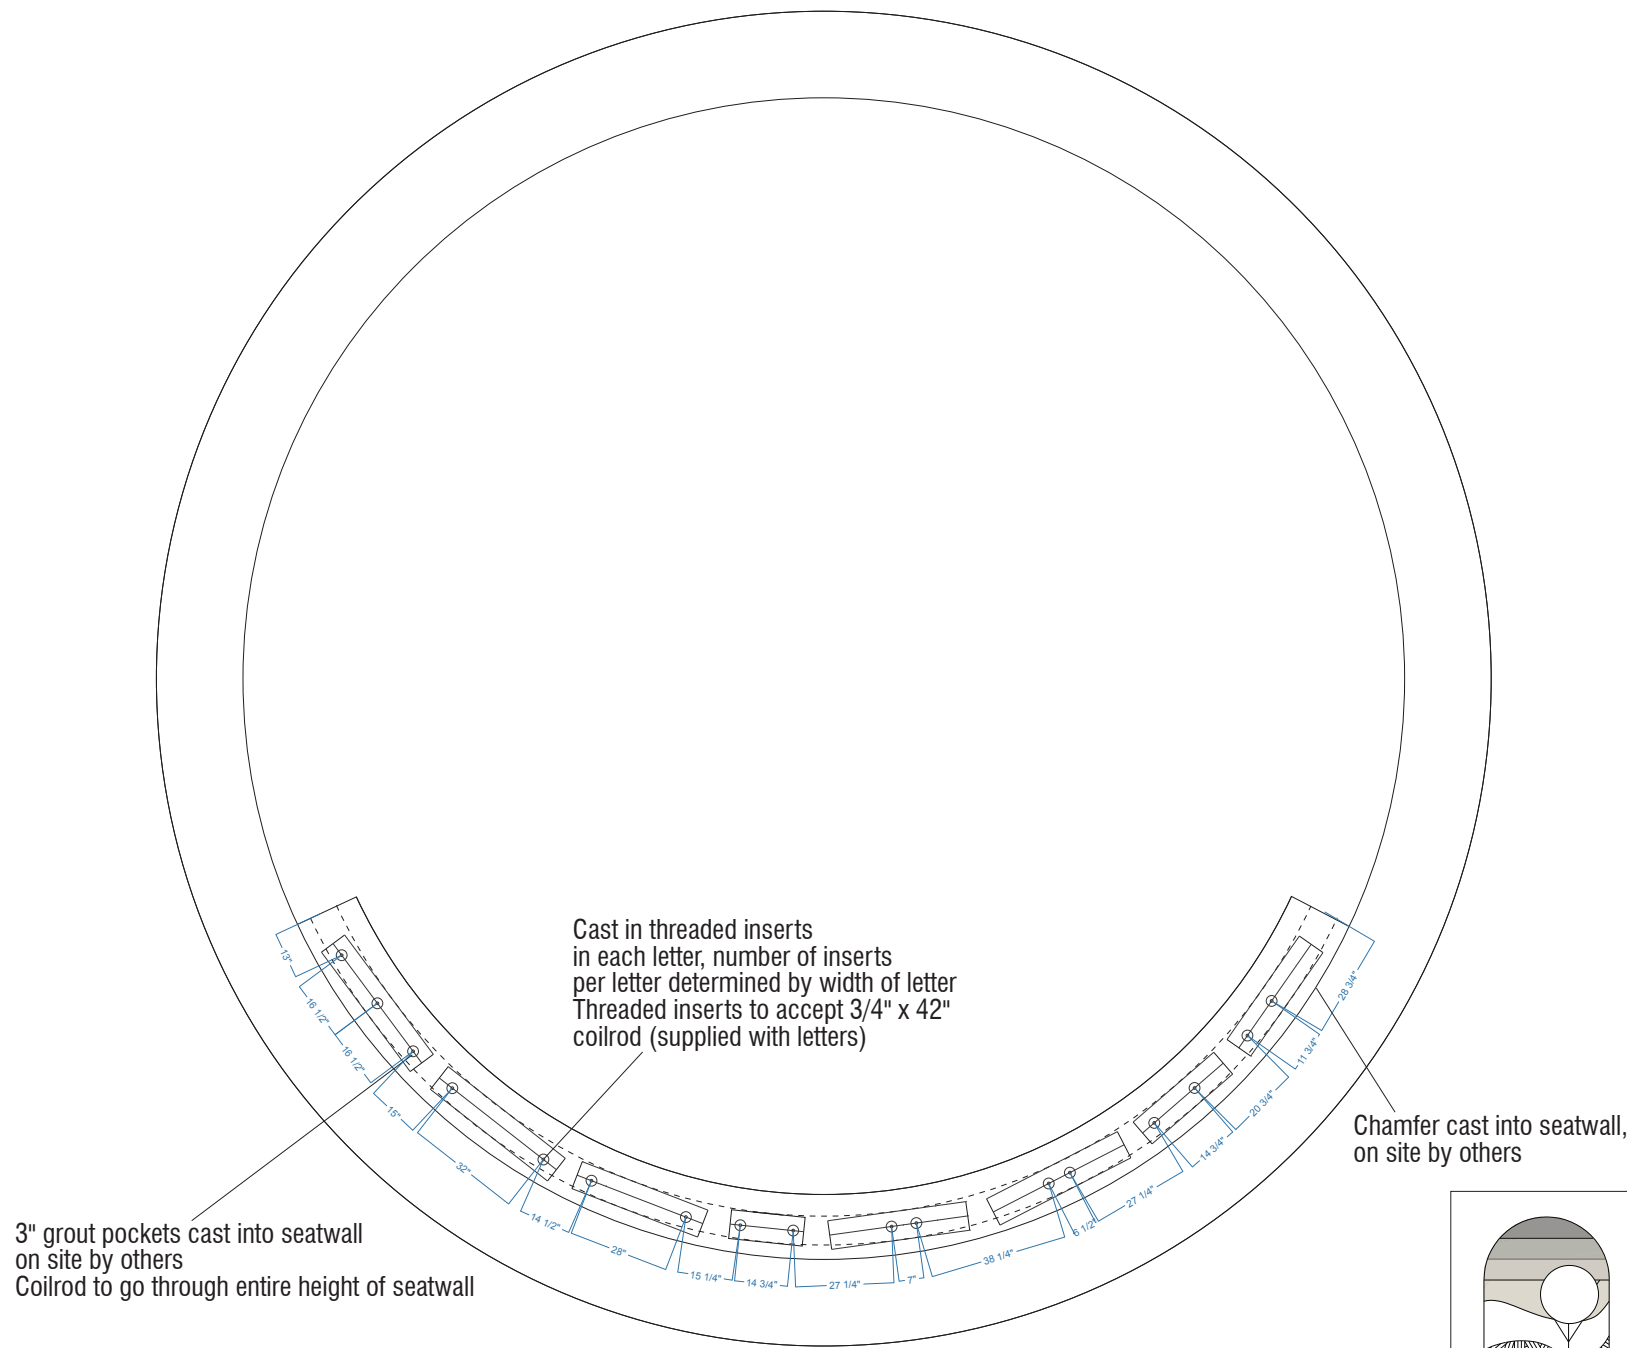 Cast in threaded inserts
in each letter, number of inserts
per letter determined by width of letter
Threaded inserts to accept 3/4" x 42"
coilrod (supplied with letters)
Chamfer cast into seatwall,
on site by others
3" grout pockets cast into seatwall
on site by others
Coilrod to go through entire height of seatwall
13"
16 1/2"
16 1/2"
15"
32"
14 1/2"
28"
15 1/4"
14 3/4"
27 1/4"
7"
38 1/4"
6 1/2"
27 1/4"
14 3/4"
20 3/4"
11 3/4"
28 3/4"